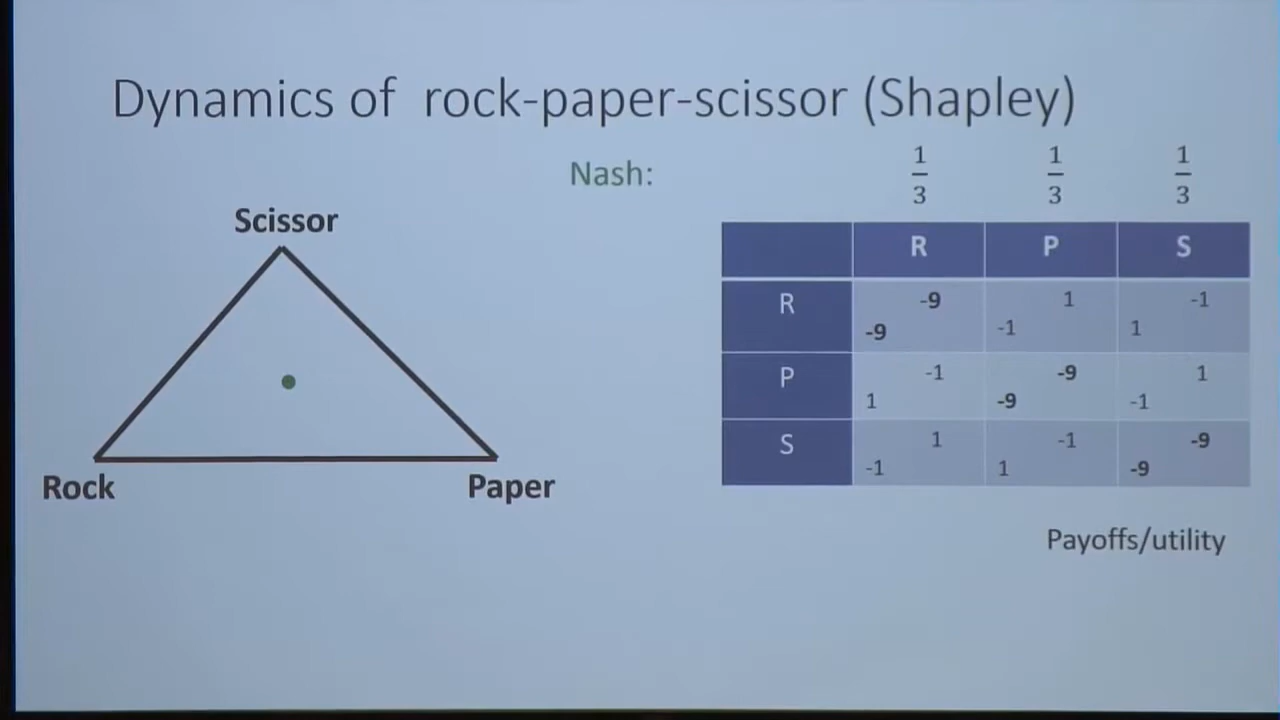 Dynamics of rock-paper-scissor (Shapley)
Nash:
1/3 1/3 1/3
Scissor
Rock
Paper
R P S
R -9 1 -1
-9 -1 1
P -1 -9 1
1 -9 -1
S 1 -1 -9
-1 1 -9
Payoffs/utility